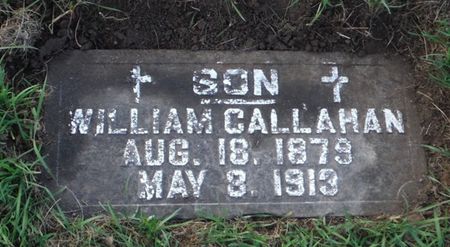 SON
WILLIAM CALLAHAN
AUG. 18. 1879
MAY 8. 1913